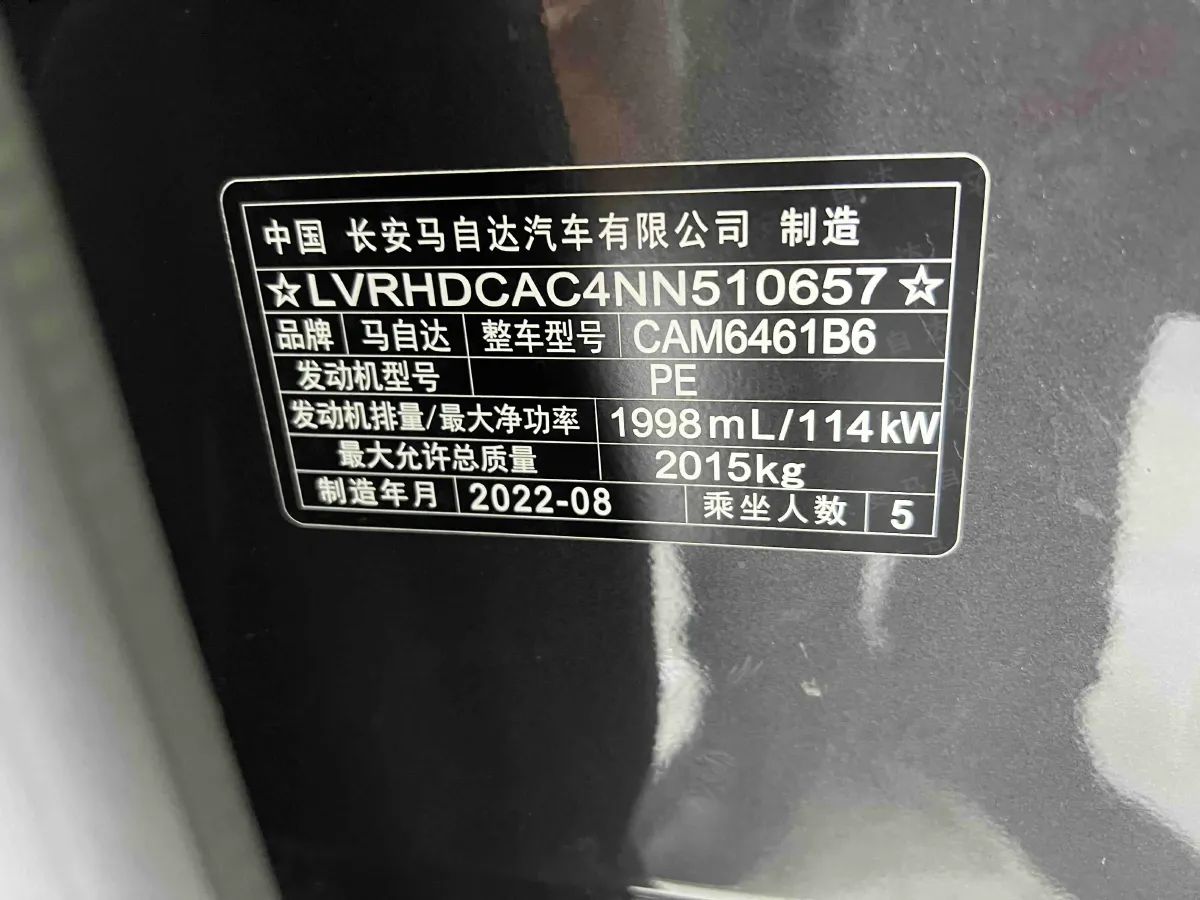 中国 长安马自达汽车有限公司 制造
☆LVRHDCAC4NN510657☆
品牌 马自达 整车型号 CAM6461B6
发动机型号 PE
发动机排量/最大净功率 1998mL/114kW
最大允许总质量 2015kg
制造年月 2022-08 乘坐人数 5